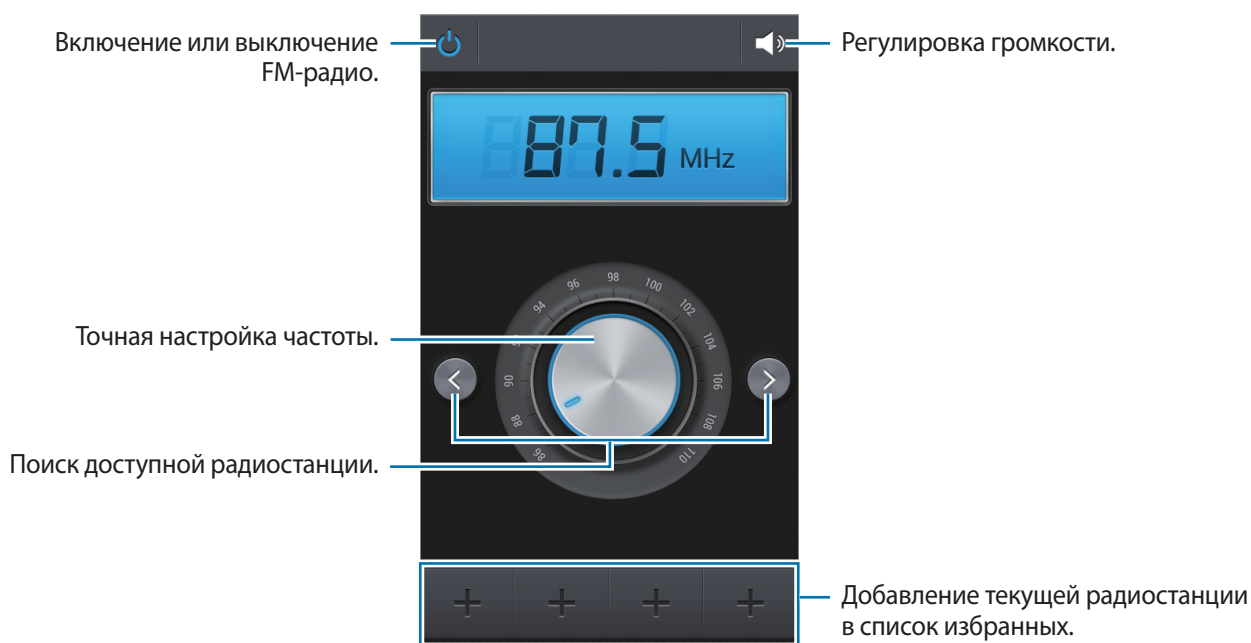 Включение или выключение
FM-радио.
Регулировка громкости.
87.5 MHz
98
96
100
94
102
104
Точная настройка частоты.
90
106
88
108
86
110
Поиск доступной радиостанции.
Добавление текущей радиостанции
в список избранных.